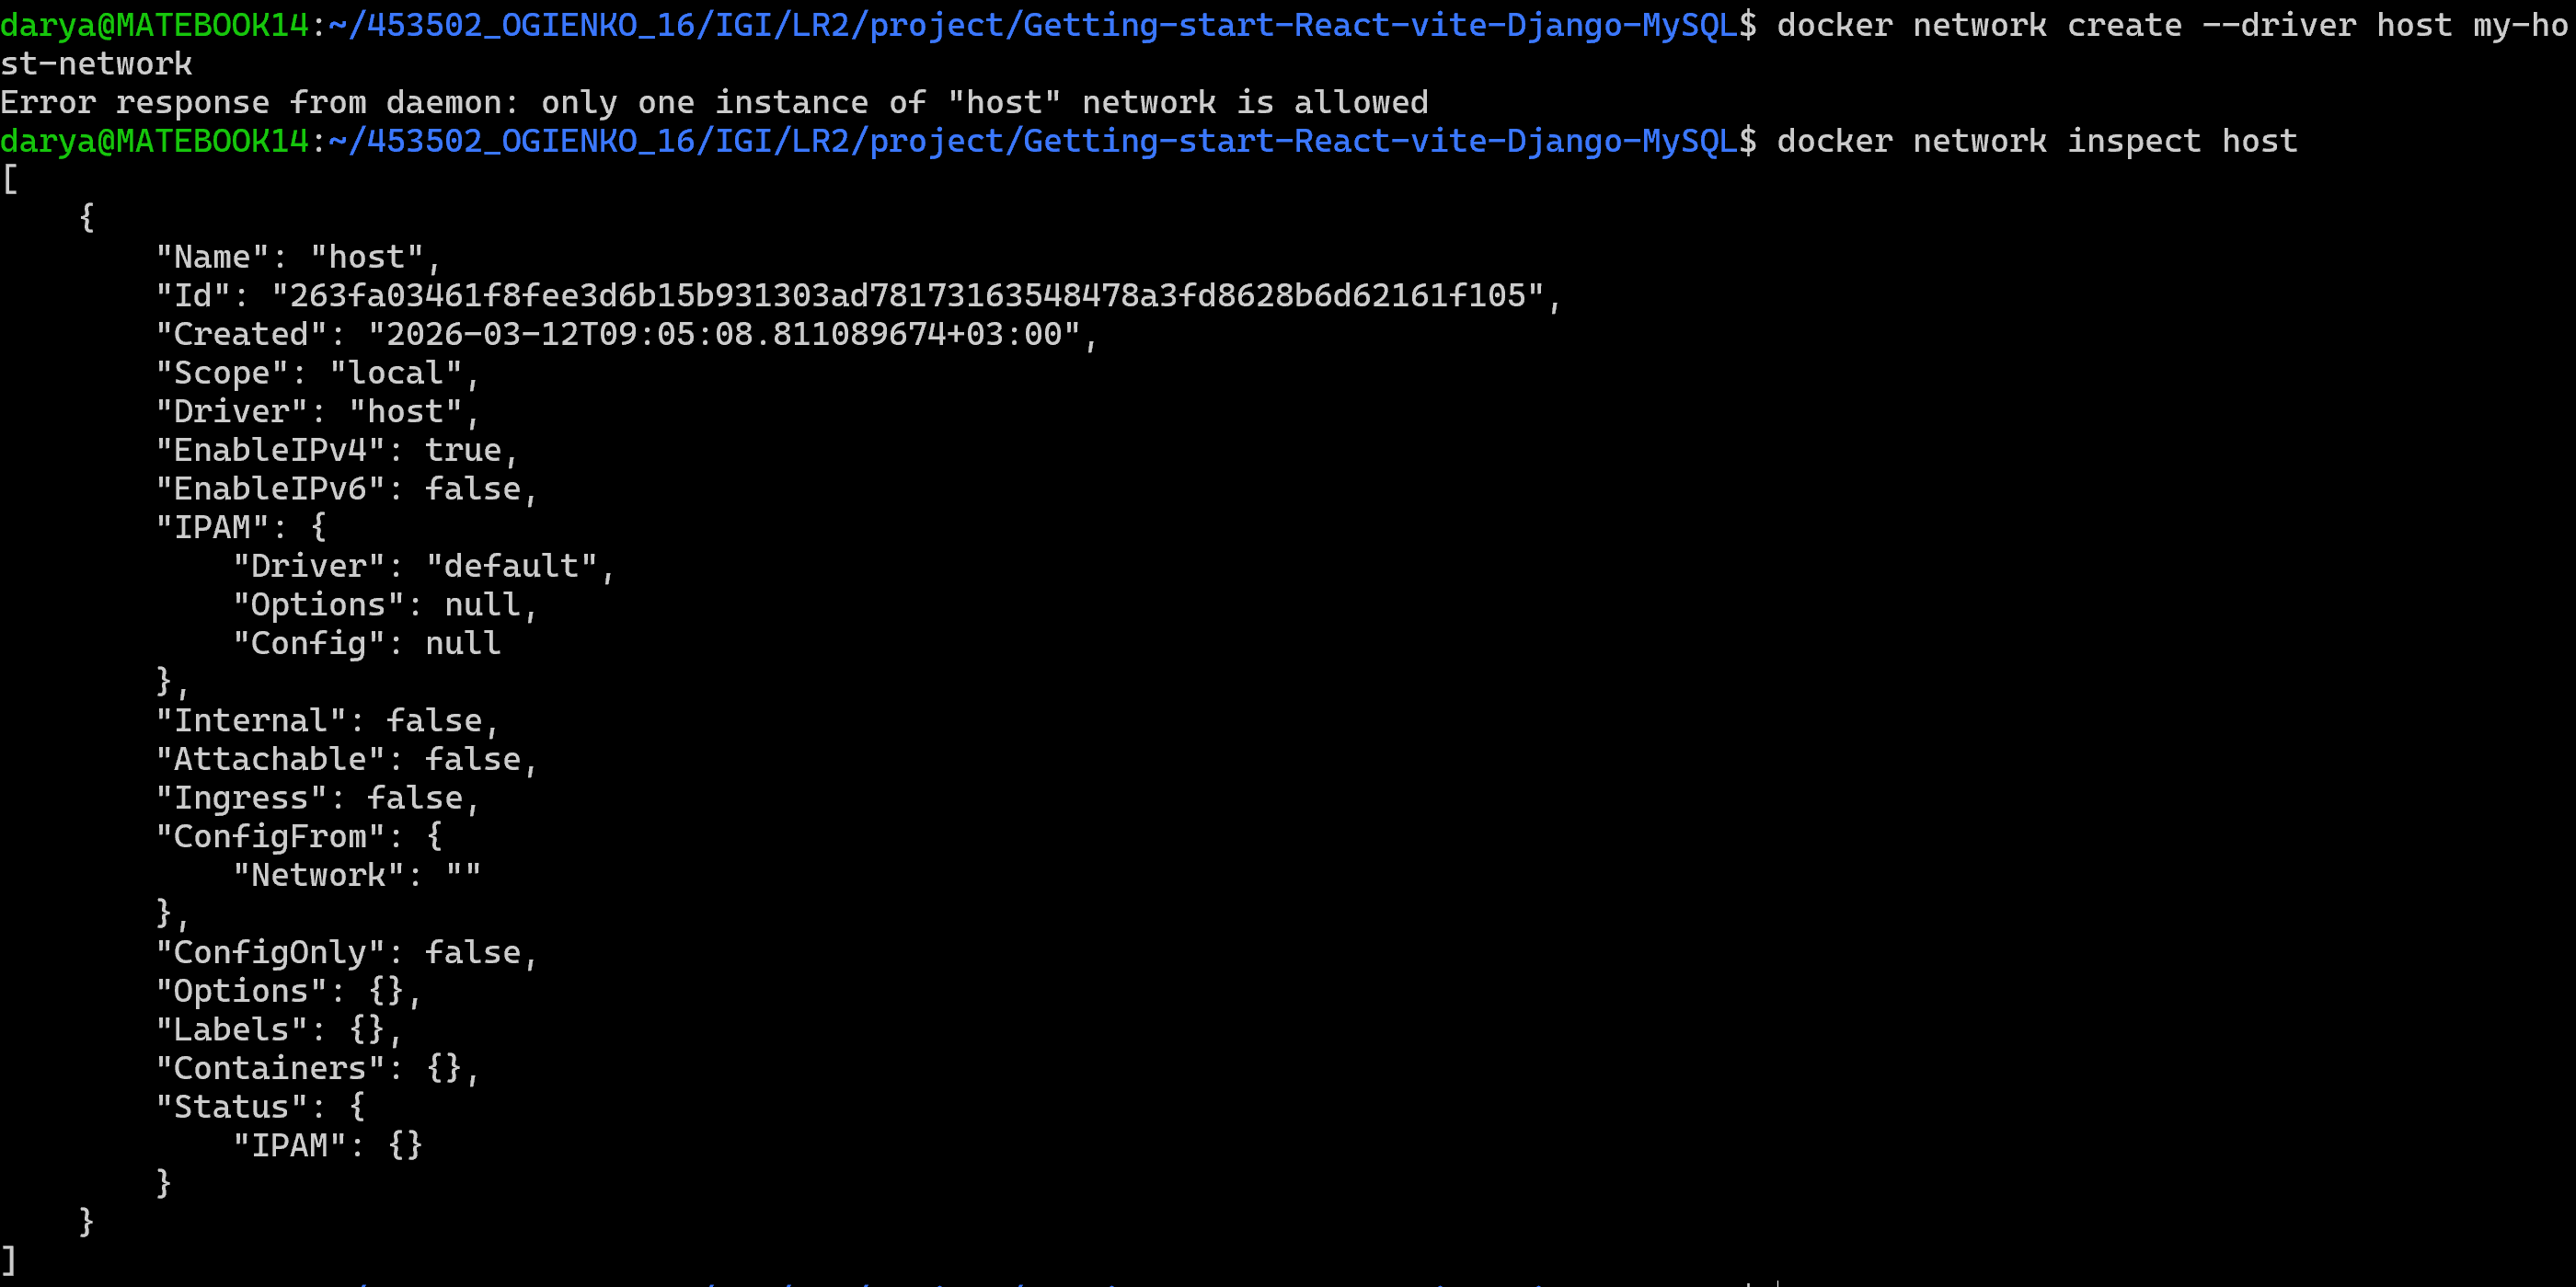 darya@MATEBOOK14:~/453502_OGIENKO_16/IGI/LR2/project/Getting-start-React-vite-Django-MySQL$ docker network create --driver host my-ho
st-network
Error response from daemon: only one instance of "host" network is allowed
darya@MATEBOOK14:~/453502_OGIENKO_16/IGI/LR2/project/Getting-start-React-vite-Django-MySQL$ docker network inspect host
[
    {
        "Name": "host",
        "Id": "263fa03461f8fee3d6b15b931303ad78173163548478a3fd8628b6d62161f105",
        "Created": "2026-03-12T09:05:08.811089674+03:00",
        "Scope": "local",
        "Driver": "host",
        "EnableIPv4": true,
        "EnableIPv6": false,
        "IPAM": {
            "Driver": "default",
            "Options": null,
            "Config": null
        },
        "Internal": false,
        "Attachable": false,
        "Ingress": false,
        "ConfigFrom": {
            "Network": ""
        },
        "ConfigOnly": false,
        "Options": {},
        "Labels": {},
        "Containers": {},
        "Status": {
            "IPAM": {}
        }
    }
]